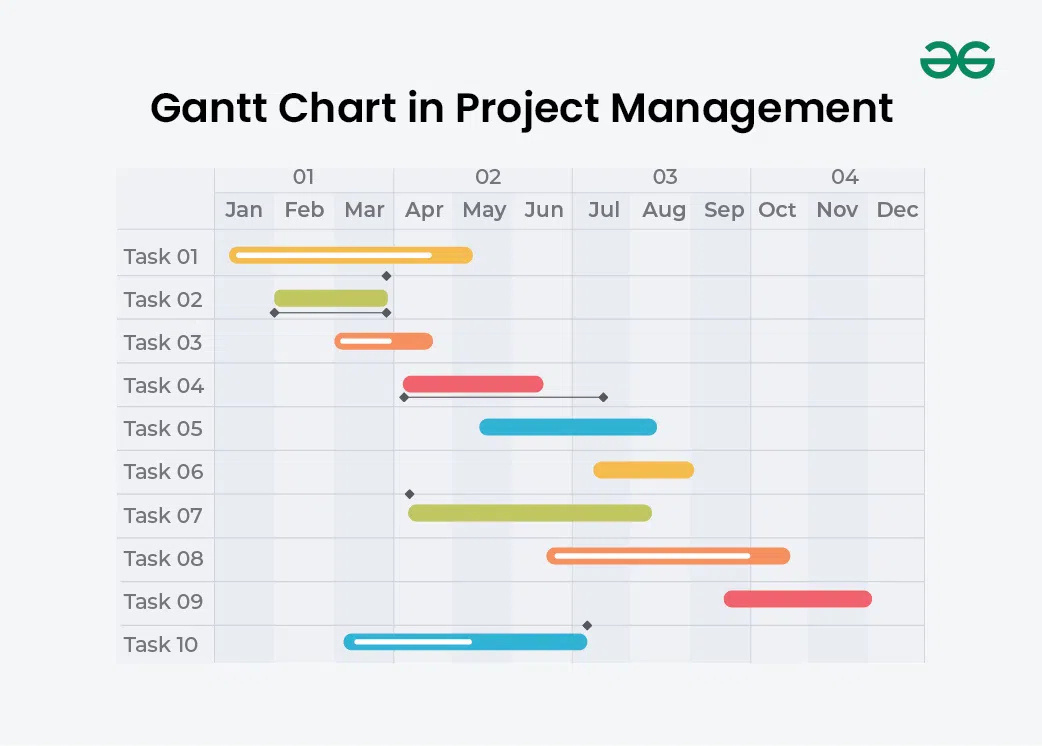 Gantt Chart in Project Management
01 02 03 04
Jan Feb Mar Apr May Jun Jul Aug Sep Oct Nov Dec
Task 01
Task 02
Task 03
Task 04
Task 05
Task 06
Task 07
Task 08
Task 09
Task 10